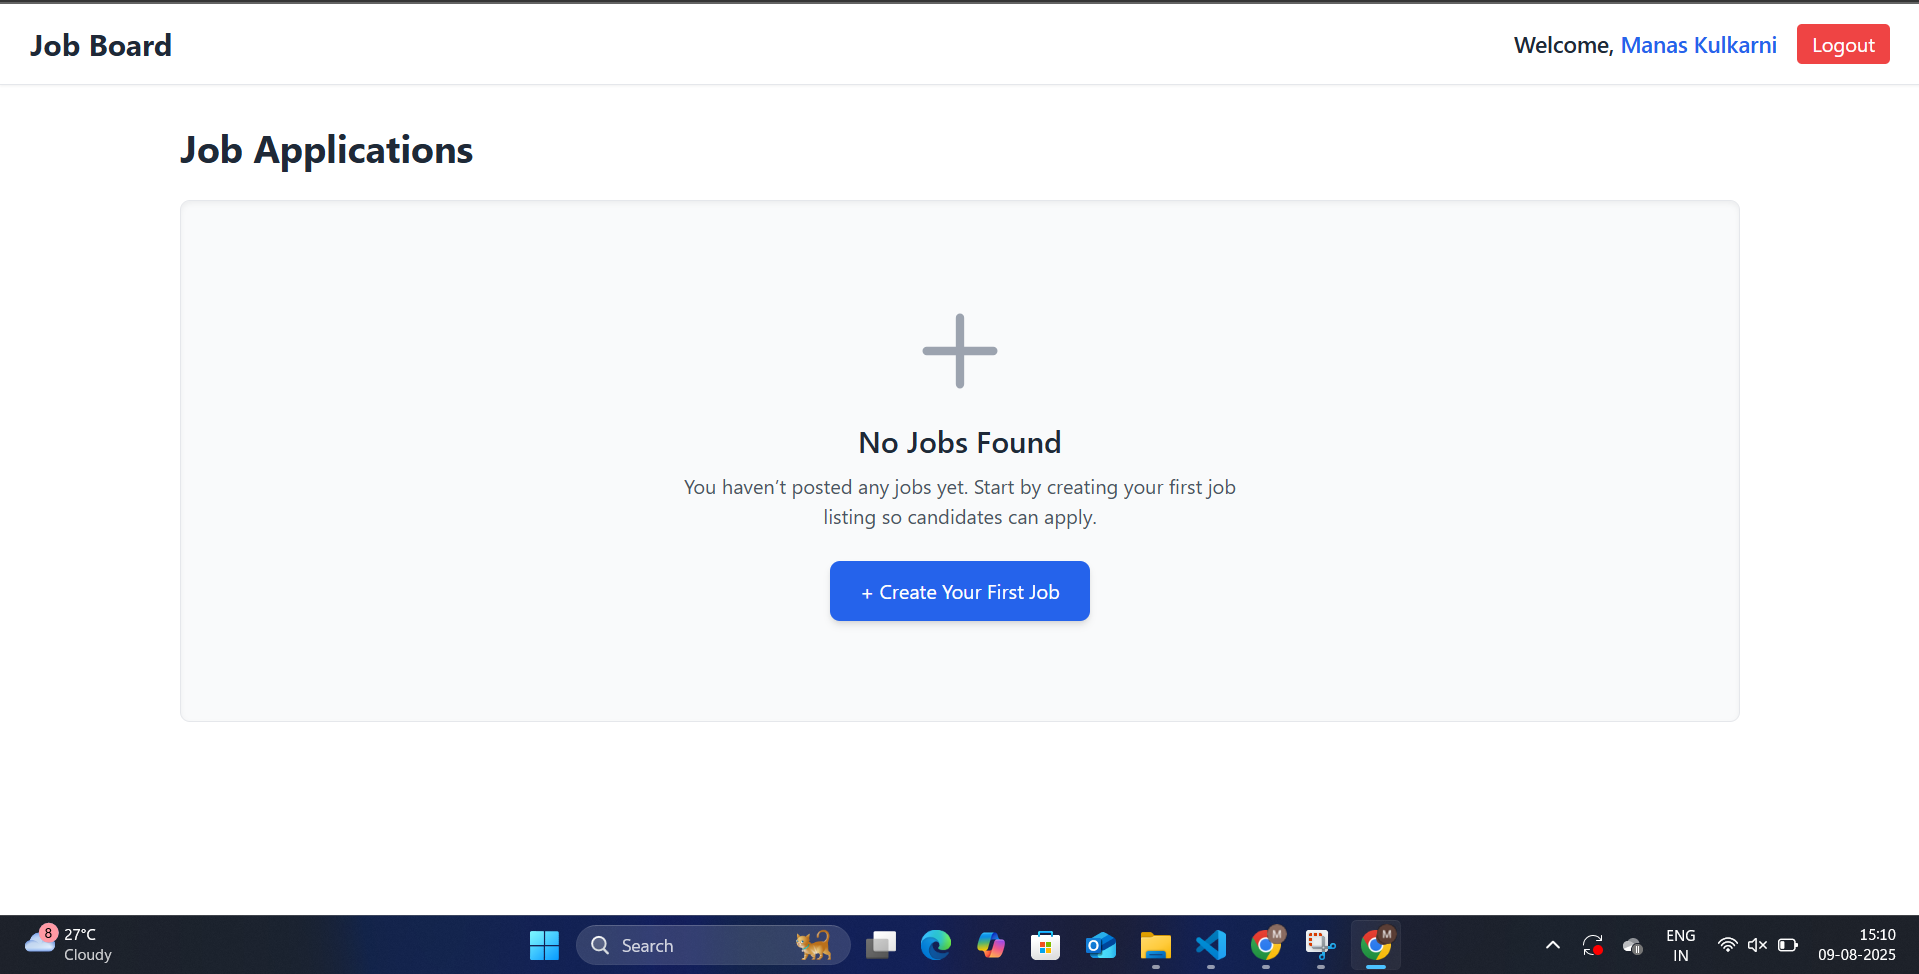 Job Board
Welcome, Manas Kulkarni
Logout
Job Applications
No Jobs Found
You haven’t posted any jobs yet. Start by creating your first job
listing so candidates can apply.
+ Create Your First Job
8
27°C
Cloudy
Search
M
M
ENG
IN
15:10
09-08-2025